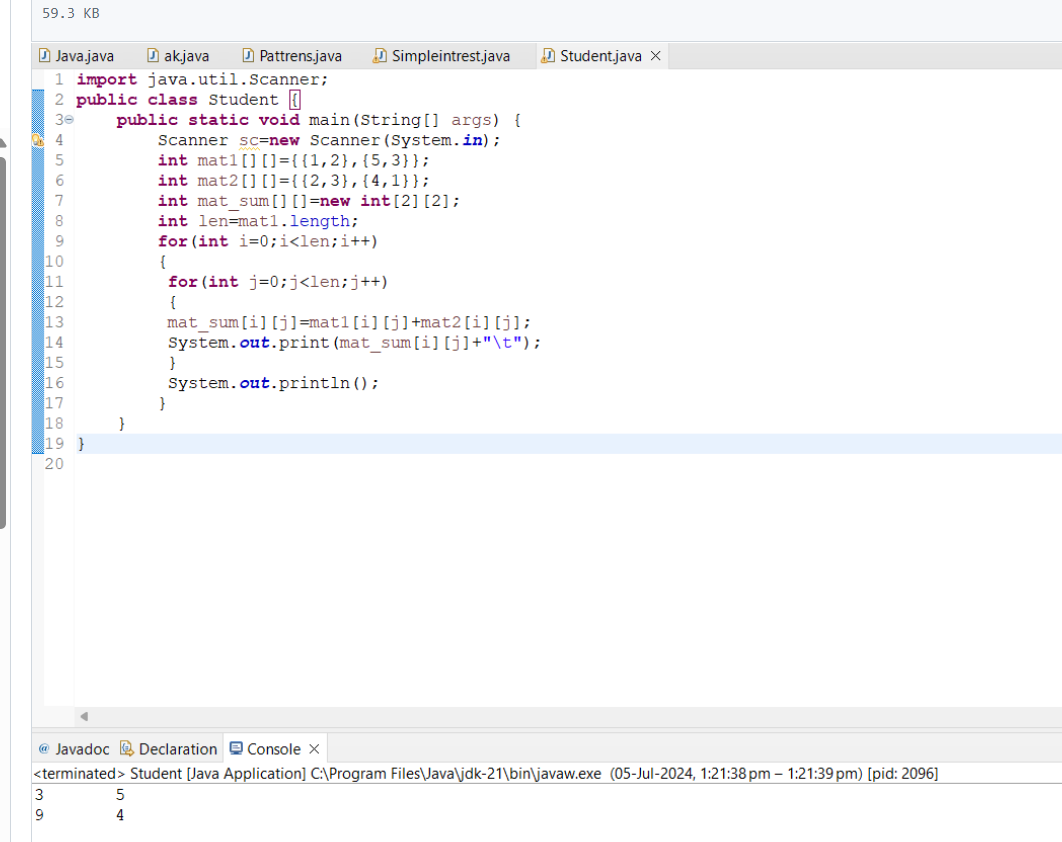 59.3 KB
Java.java ak.java Pattrens.java Simpleintrest.java Student.java
1 import java.util.Scanner;
2 public class Student {
3 public static void main(String[] args) {
4 Scanner sc=new Scanner(System.in);
5 int mat1[][]={{1,2},{5,3}};
6 int mat2[][]={{2,3},{4,1}};
7 int mat_sum[][]=new int[2][2];
8 int len=mat1.length;
9 for(int i=0;i<len;i++)
10 {
11 for(int j=0;j<len;j++)
12 {
13 mat_sum[i][j]=mat1[i][j]+mat2[i][j];
14 System.out.print(mat_sum[i][j]+"\t");
15 }
16 System.out.println();
17 }
18 }
19 }
20
@ Javadoc Declaration Console
<terminated> Student [Java Application] C:\Program Files\Java\jdk-21\bin\javaw.exe (05-Jul-2024, 1:21:38 pm – 1:21:39 pm) [pid: 2096]
3 5
9 4